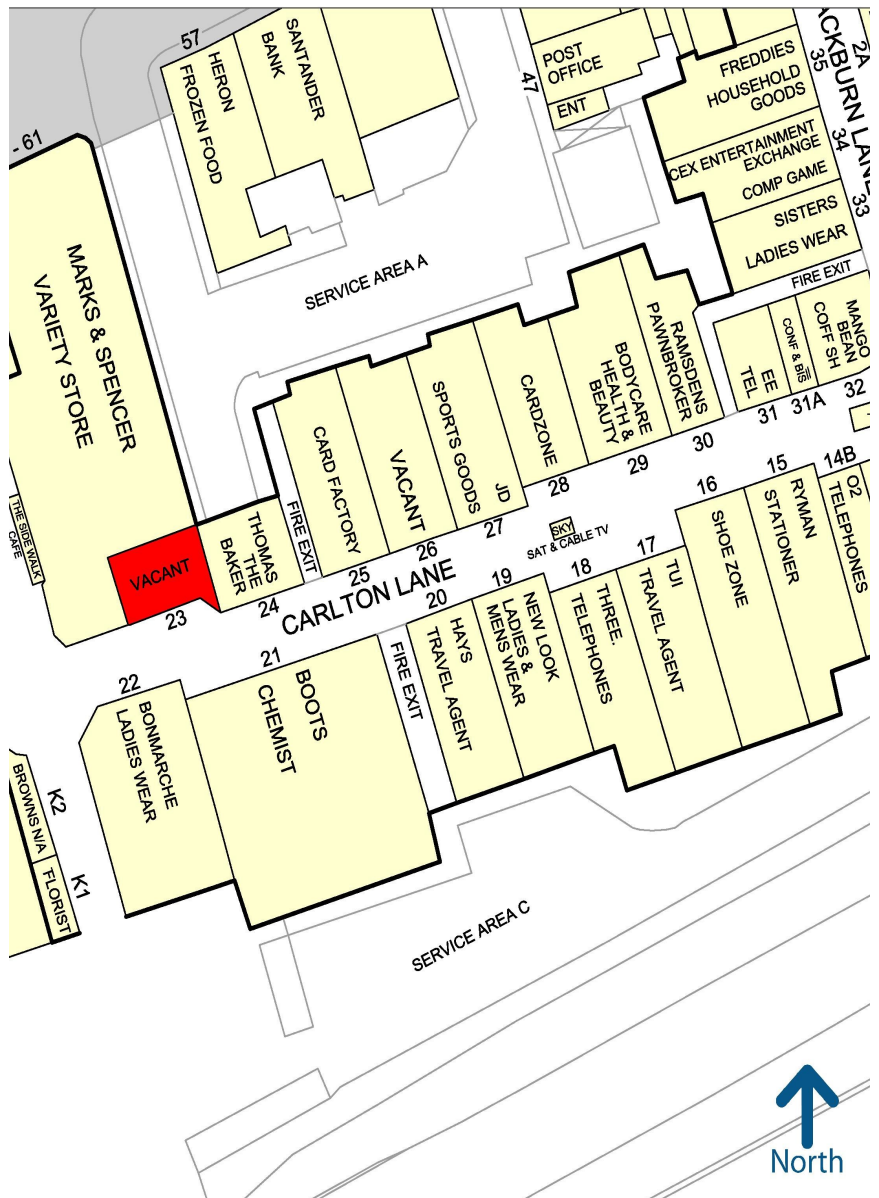 - 61
57
HERON
FROZEN FOOD
SANTANDER
BANK
47
POST
OFFICE
ENT
ACKBURN LANE
2A
35
34
33
FREDDIES
HOUSEHOLD
GOODS
CEX ENTERTAINMENT
EXCHANGE
COMP GAME
SISTERS
LADIES WEAR
FIRE EXIT
MARKS & SPENCER
VARIETY STORE
SERVICE AREA A
THE SIDE WALK
CAFE
VACANT
23
THOMAS
THE
BAKER
24
FIRE EXIT
CARD FACTORY
25
VACANT
26
SPORTS GOODS
JD
27
CARDZONE
28
BODYCARE
HEALTH &
BEAUTY
29
RAMSDENS
PAWNBROKER
30
EE
TEL
31
CONF & BIS
31A
MANGO
BEAN
COFF SH
32
CARLTON LANE
SKY
SAT & CABLE TV
22
BONMARCHE
LADIES WEAR
21
BOOTS
CHEMIST
FIRE EXIT
20
HAYS
TRAVEL AGENT
19
NEW LOOK
LADIES &
MENS WEAR
18
THREE.
TELEPHONES
17
TUI
TRAVEL AGENT
16
SHOE ZONE
15
RYMAN
STATIONER
14B
O2
TELEPHONES
K2
BROWNS N/A
K1
FLORIST
SERVICE AREA C
North